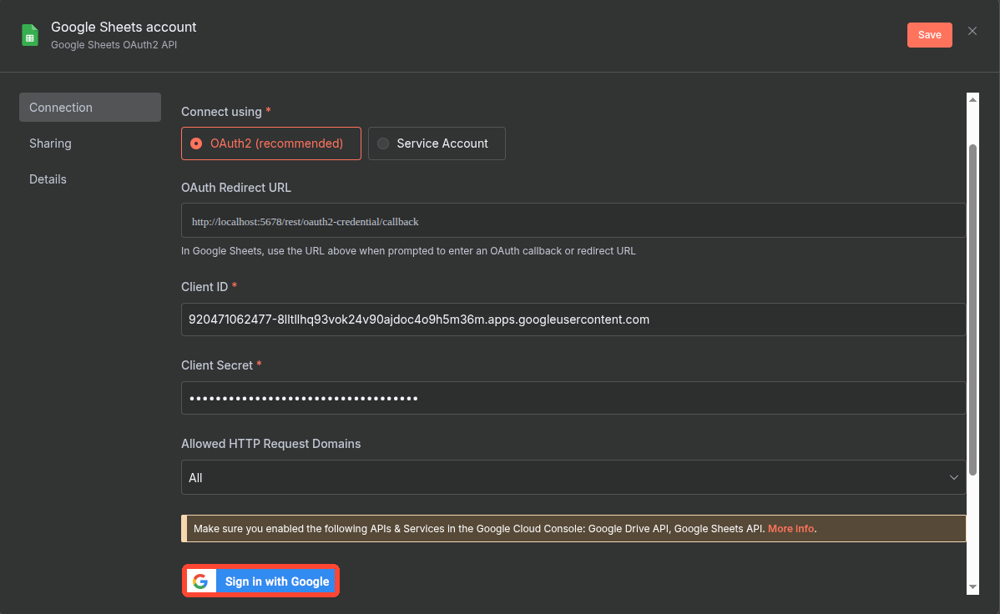 Google Sheets account
Google Sheets OAuth2 API
Save
Connection
Sharing
Details
Connect using *
OAuth2 (recommended)
Service Account
OAuth Redirect URL
http://localhost:5678/rest/oauth2-credential/callback
In Google Sheets, use the URL above when prompted to enter an OAuth callback or redirect URL
Client ID *
920471062477-8lltllhq93vok24v90ajdoc4o9h5m36m.apps.googleusercontent.com
Client Secret *
••••••••••••••••••••••••••••••••••••
Allowed HTTP Request Domains
All
Make sure you enabled the following APIs & Services in the Google Cloud Console: Google Drive API, Google Sheets API. More info.
Sign in with Google